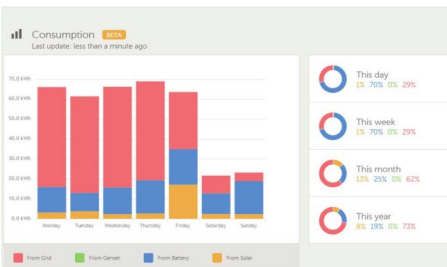 Consumption BETA
Last update: less than a minute ago
70.0 kWh
60.0 kWh
50.0 kWh
40.0 kWh
30.0 kWh
20.0 kWh
10.0 kWh
0.0 kWh
Monday Tuesday Wednesday Thursday Friday Saturday Sunday
From Grid From Genset From Battery From Solar
This day
1% 70% 0% 29%
This week
1% 70% 0% 29%
This month
13% 25% 0% 62%
This year
8% 19% 0% 73%